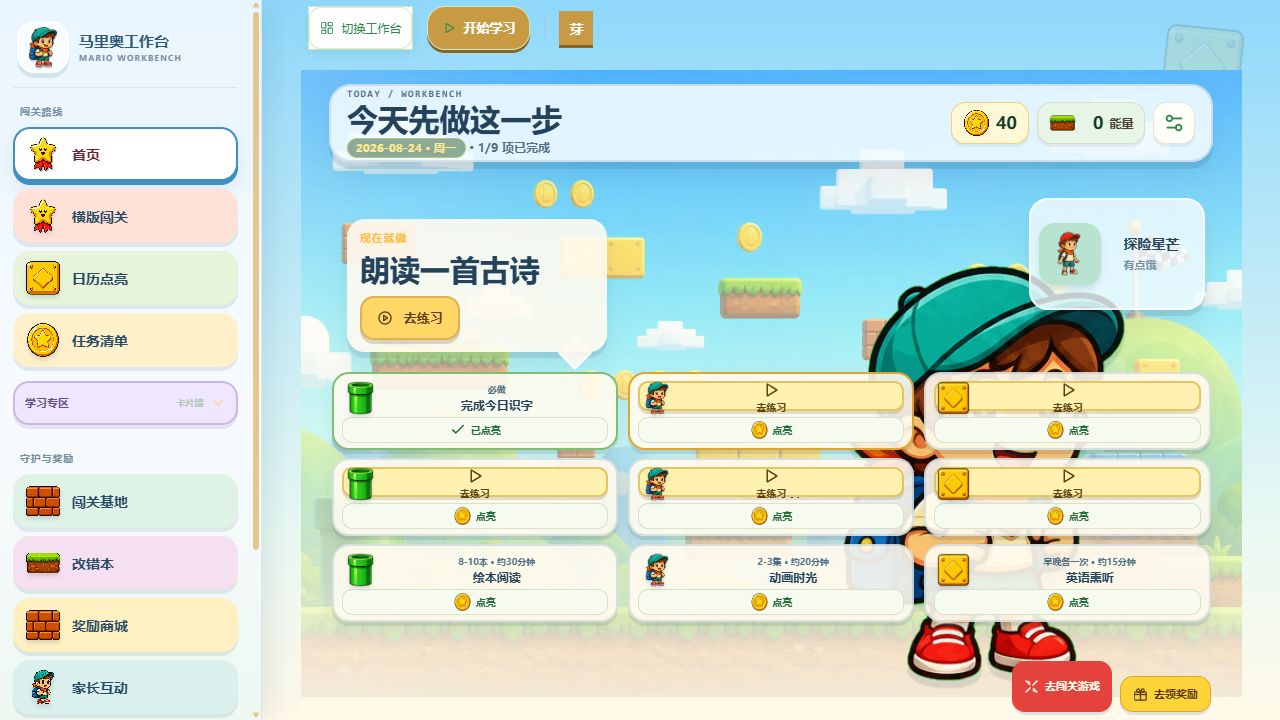 马里奥工作台
MARIO WORKBENCH
闯关路线
首页
横版闯关
日历点亮
任务清单
学习专区
卡片篇
守护与奖励
闯关基地
改错本
奖励商城
家长互动
切换工作台
开始学习
芽
TODAY / WORKBENCH
今天先做这一步
2026-08-24 • 周一 • 1/9 项已完成
40
0 能量
现在就做
朗读一首古诗
去练习
探险星芒
有点饿
必做
完成今日识字
已点亮
去练习
点亮
去练习
点亮
去练习
点亮
去练习
点亮
去练习
点亮
8-10本 • 约30分钟
绘本阅读
点亮
2-3集 • 约20分钟
动画时光
点亮
早晚各一次 • 约15分钟
英语熏听
点亮
去闯关游戏
去领奖励